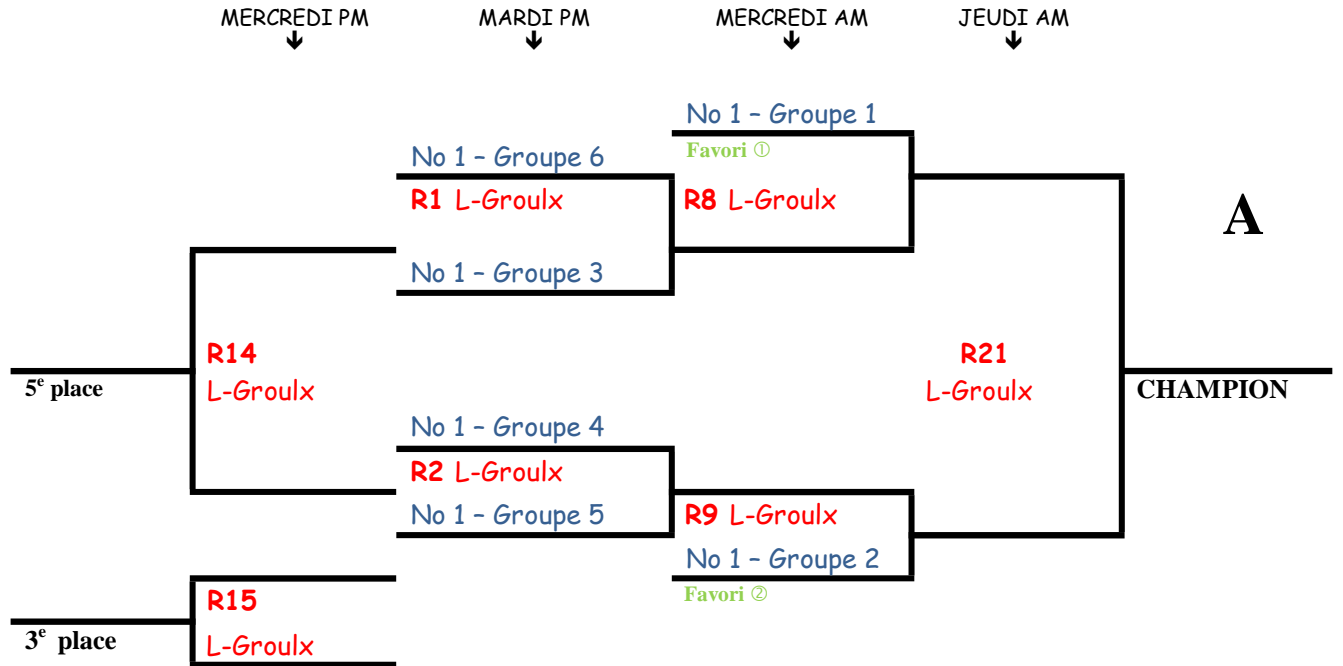 MERCREDI PM MARDI PM MERCREDI AM JEUDI AM
No 1 – Groupe 1
Favori ①
No 1 – Groupe 6
R1 L-Groulx
R8 L-Groulx
A
No 1 – Groupe 3
R14
L-Groulx
5e place
R21
L-Groulx
CHAMPION
No 1 – Groupe 4
R2 L-Groulx
No 1 – Groupe 5
R9 L-Groulx
No 1 – Groupe 2
Favori ②
R15
L-Groulx
3e place